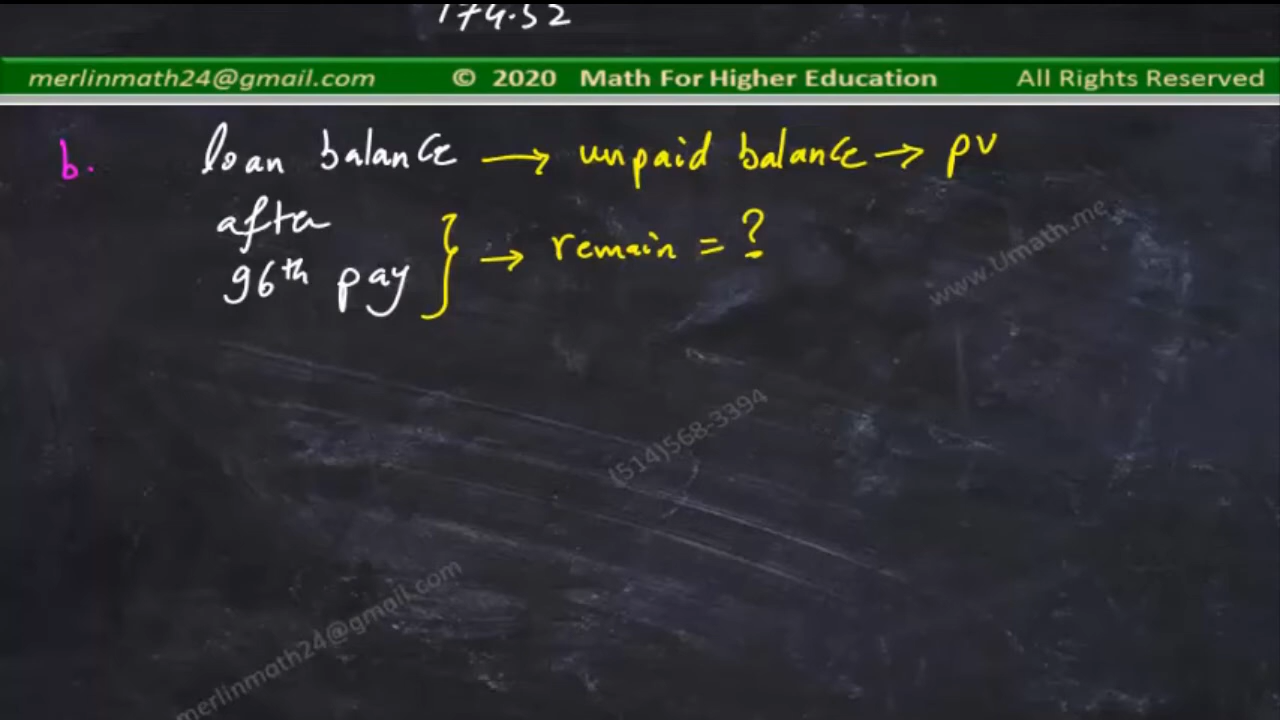 174.52
merlinmath24@gmail.com © 2020 Math For Higher Education All Rights Reserved
b. loan balance → unpaid balance → PV
after
96th pay } → remain = ?
www.Umath.me
(514)568-3394
merlinmath24@gmail.com